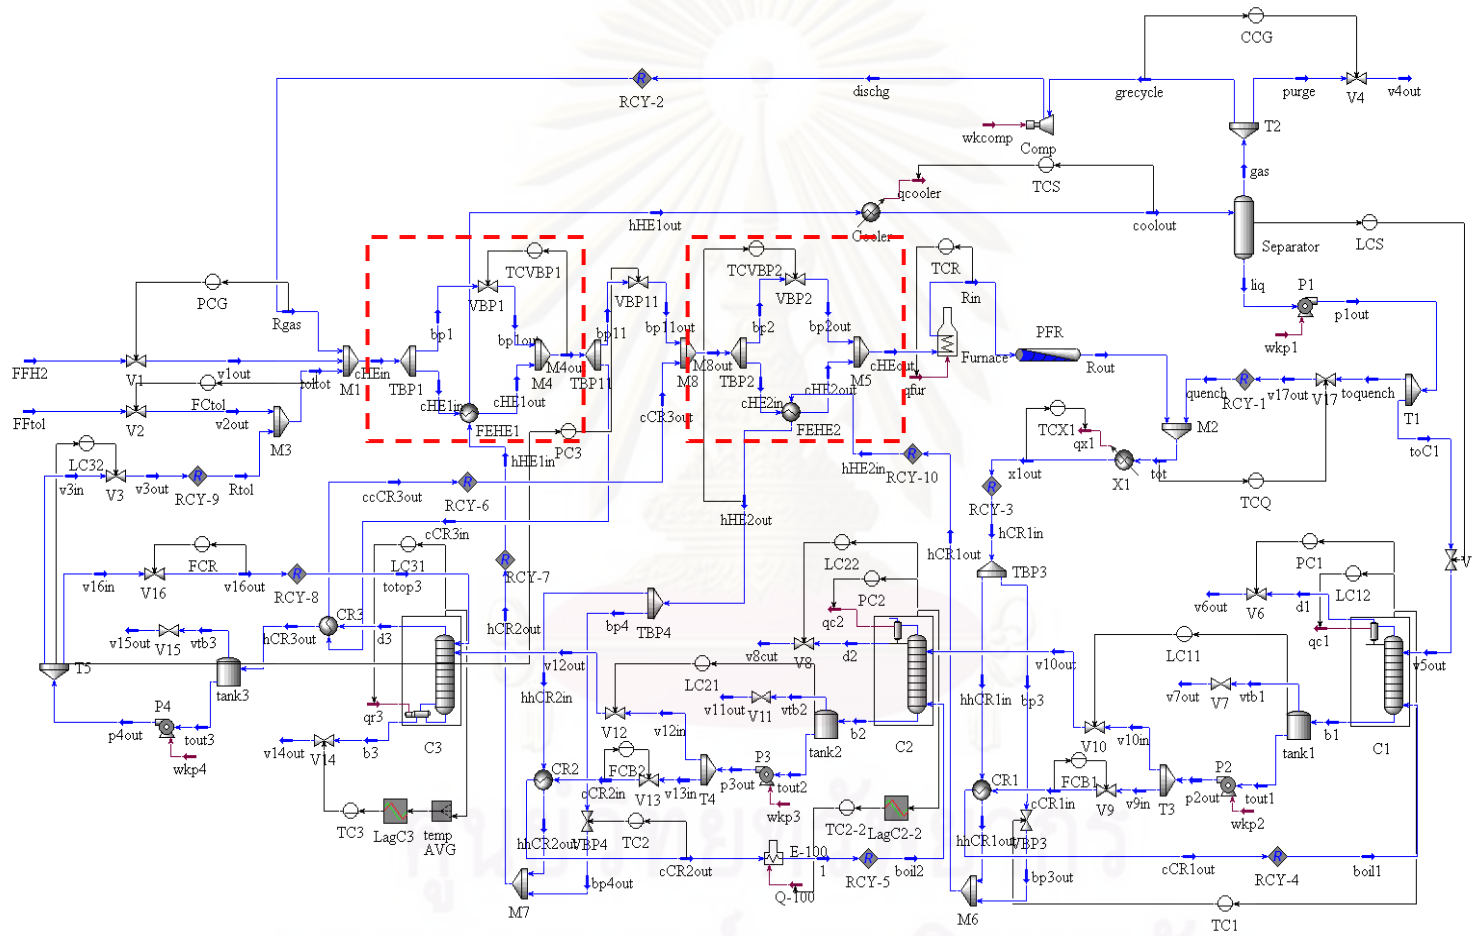 CCG
grecycle
purge
V4
v4out
R
RCY-2
dischg
wkcomp
Comp
T2
gas
TCS
qcooler
hHE1out
Cooler
coolout
Separator
LCS
liq
P1
p1out
wkp1
PCG
Rgas
TCVBP1
VBP1
bp1
bp1out
VBP11
bp11
bp11out
TCVBP2
VBP2
bp2
bp2out
TCR
Rin
Furnace
qfur
PFR
Rout
FFH2
V1
v1out
M1
cHEin
TBP1
M4
M4out
TBP11
M8
M8out
TBP2
M5
cHEout
cHE1in
cHE1out
FEHE1
cHE2in
cHE2out
FEHE2
FCtol
tottot
FFtol
V2
v2out
M3
quench
R
RCY-1
v17out
V17
toquench
T1
M2
toC1
LC32
v3in
V3
v3out
R
RCY-9
Rtol
hHE1in
PC3
cCR3out
hHE2in
R
RCY-10
TCX1
qx1
X1
x1out
tot
TCQ
ccCR3out
R
RCY-6
cCR3in
hHE2out
R
RCY-3
hCR1in
hCR1out
V
FCR
v16in
V16
v16out
R
RCY-8
totop3
LC31
R
RCY-7
LC22
PC2
qc2
TBP3
PC1
LC12
V6
v6out
d1
qc1
CR3
hCR3out
d3
hCR2out
bp4
TBP4
v15out
V15
vtb3
v12out
v8cut
V8
d2
v10out
LC11
v5out
T5
tank3
LC21
hhCR2in
v11out
V11
vtb2
hhCR1in
bp3
v7out
V7
vtb1
P4
p4out
tout3
wkp4
qr3
v14out
V14
b3
C3
V12
v12in
tank2
b2
C2
V10
v10in
tank1
b1
C1
CR2
FCB2
cCR2in
V13
v13in
T4
P3
p3out
tout2
wkp3
CR1
FCB1
cCR1in
V9
v9in
T3
P2
p2out
tout1
wkp2
TC3
LagC3
temp
AVG
hhCR2out
VBP4
TC2
TC2-2
LagC2-2
hhCR1out
VBP3
cCR2out
E-100
1
R
RCY-5
boil2
cCR1out
R
RCY-4
boil1
bp4out
Q-100
M7
bp3out
M6
TC1